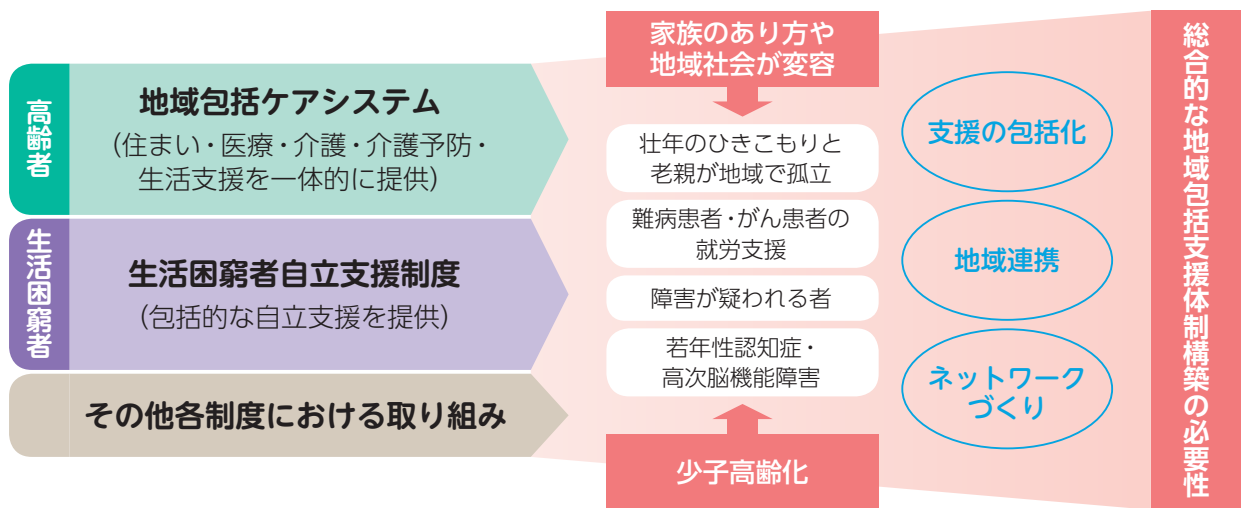 高齢者
地域包括ケアシステム
(住まい・医療・介護・介護予防・
生活支援を一体的に提供)
生活困窮者
生活困窮者自立支援制度
(包括的な自立支援を提供)
その他各制度における取り組み
家族のあり方や
地域社会が変容
壮年のひきこもりと
老親が地域で孤立
難病患者・がん患者の
就労支援
障害が疑われる者
若年性認知症・
高次脳機能障害
少子高齢化
支援の包括化
地域連携
ネットワーク
づくり
総合的な地域包括支援体制構築の必要性